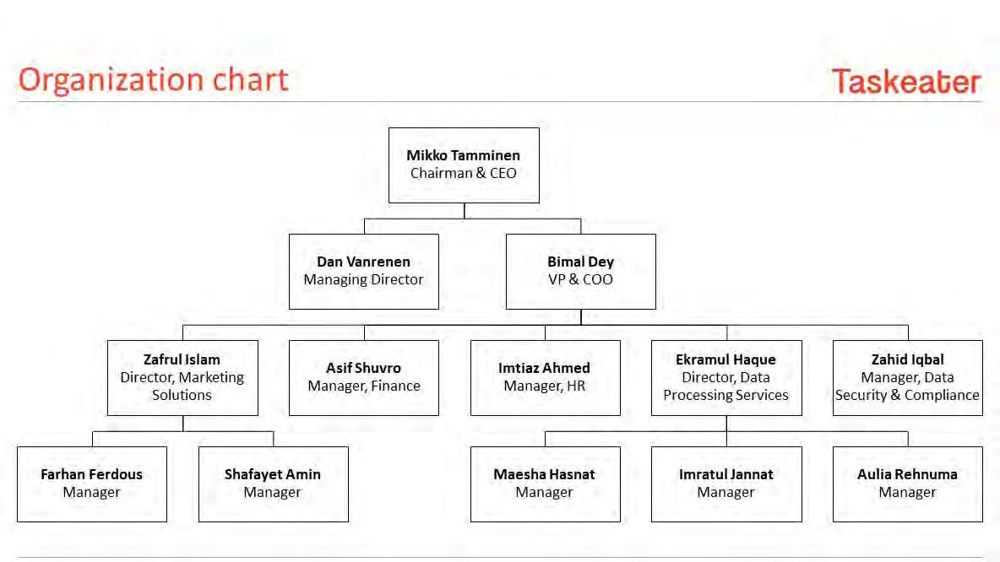 Organization chart
Taskeater
Mikko Tamminen
Chairman & CEO
Dan Vanrenen
Managing Director
Bimal Dey
VP & COO
Zafrul Islam
Director, Marketing
Solutions
Asif Shuvro
Manager, Finance
Imtiaz Ahmed
Manager, HR
Ekramul Haque
Director, Data
Processing Services
Zahid Iqbal
Manager, Data
Security & Compliance
Farhan Ferdous
Manager
Shafayet Amin
Manager
Maesha Hasnat
Manager
Imratul Jannat
Manager
Aulia Rehnuma
Manager